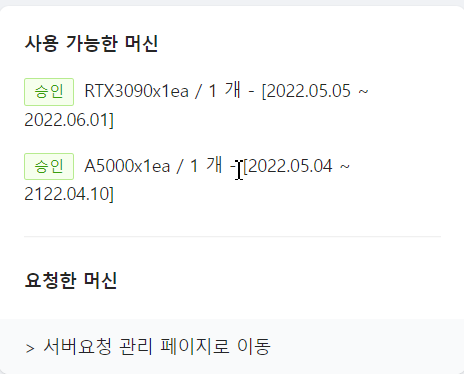 사용 가능한 머신
승인 RTX3090x1ea / 1 개 - [2022.05.05 ~
2022.06.01]
승인 A5000x1ea / 1 개 - [2022.05.04 ~
2122.04.10]
요청한 머신
> 서버요청 관리 페이지로 이동